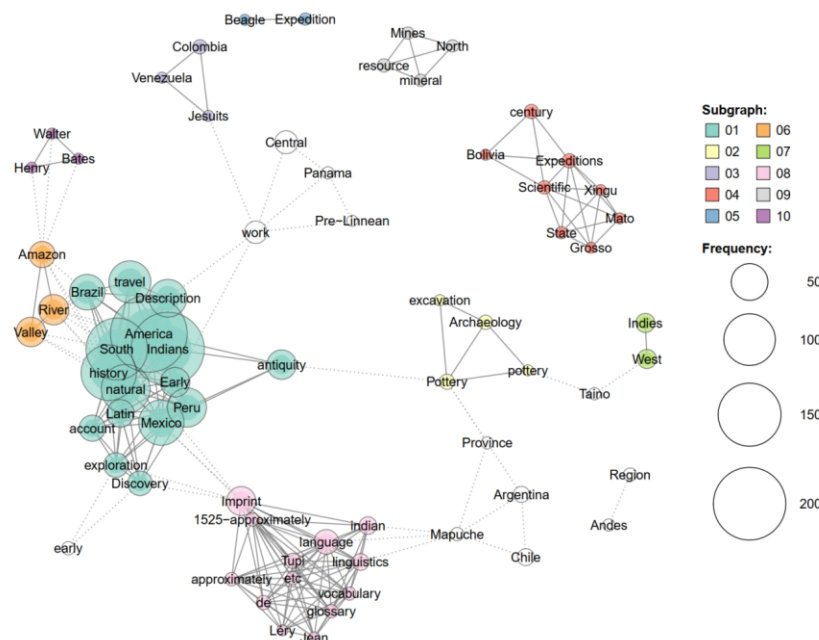 Beagle Expedition
Colombia
Venezuela
Jesuits
Mines
North
resource
mineral
century
Bolivia
Expeditions
Scientific
Xingu
Mato
State
Grosso
Walter
Henry
Bates
Central
Panama
Pre-Linnean
work
Amazon
River
Valley
Brazil
travel
Description
America
South
Indians
history
natural
Early
Latin
Peru
account
Mexico
exploration
Discovery
early
antiquity
excavation
Archaeology
Pottery
pottery
Indies
West
Taino
Province
Argentina
Mapuche
Chile
Region
Andes
Imprint
1525-approximately
indian
language
linguistics
Tupi
etc
approximately
vocabulary
de
glossary
Léry
Jean
Subgraph:
01 06
02 07
03 08
04 09
05 10
Frequency:
50
100
150
200